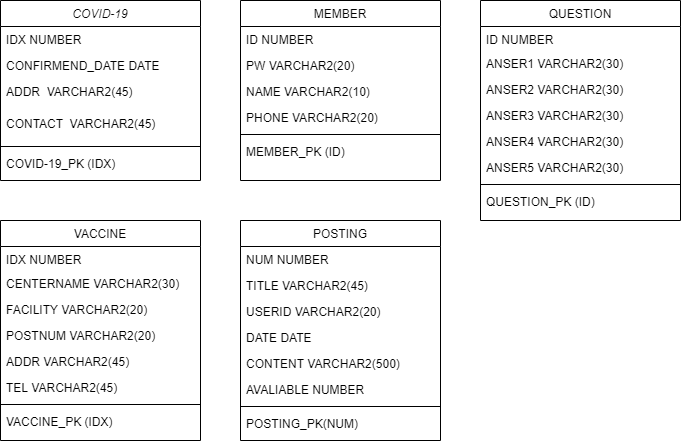 COVID-19
IDX NUMBER
CONFIRMEND_DATE DATE
ADDR  VARCHAR2(45)
CONTACT  VARCHAR2(45)
COVID-19_PK (IDX)
MEMBER
ID NUMBER
PW VARCHAR2(20)
NAME VARCHAR2(10)
PHONE VARCHAR2(20)
MEMBER_PK (ID)
QUESTION
ID NUMBER
ANSER1 VARCHAR2(30)
ANSER2 VARCHAR2(30)
ANSER3 VARCHAR2(30)
ANSER4 VARCHAR2(30)
ANSER5 VARCHAR2(30)
QUESTION_PK (ID)
VACCINE
IDX NUMBER
CENTERNAME VARCHAR2(30)
FACILITY VARCHAR2(20)
POSTNUM VARCHAR2(20)
ADDR VARCHAR2(45)
TEL VARCHAR2(45)
VACCINE_PK (IDX)
POSTING
NUM NUMBER
TITLE VARCHAR2(45)
USERID VARCHAR2(20)
DATE DATE
CONTENT VARCHAR2(500)
AVALIABLE NUMBER
POSTING_PK(NUM)